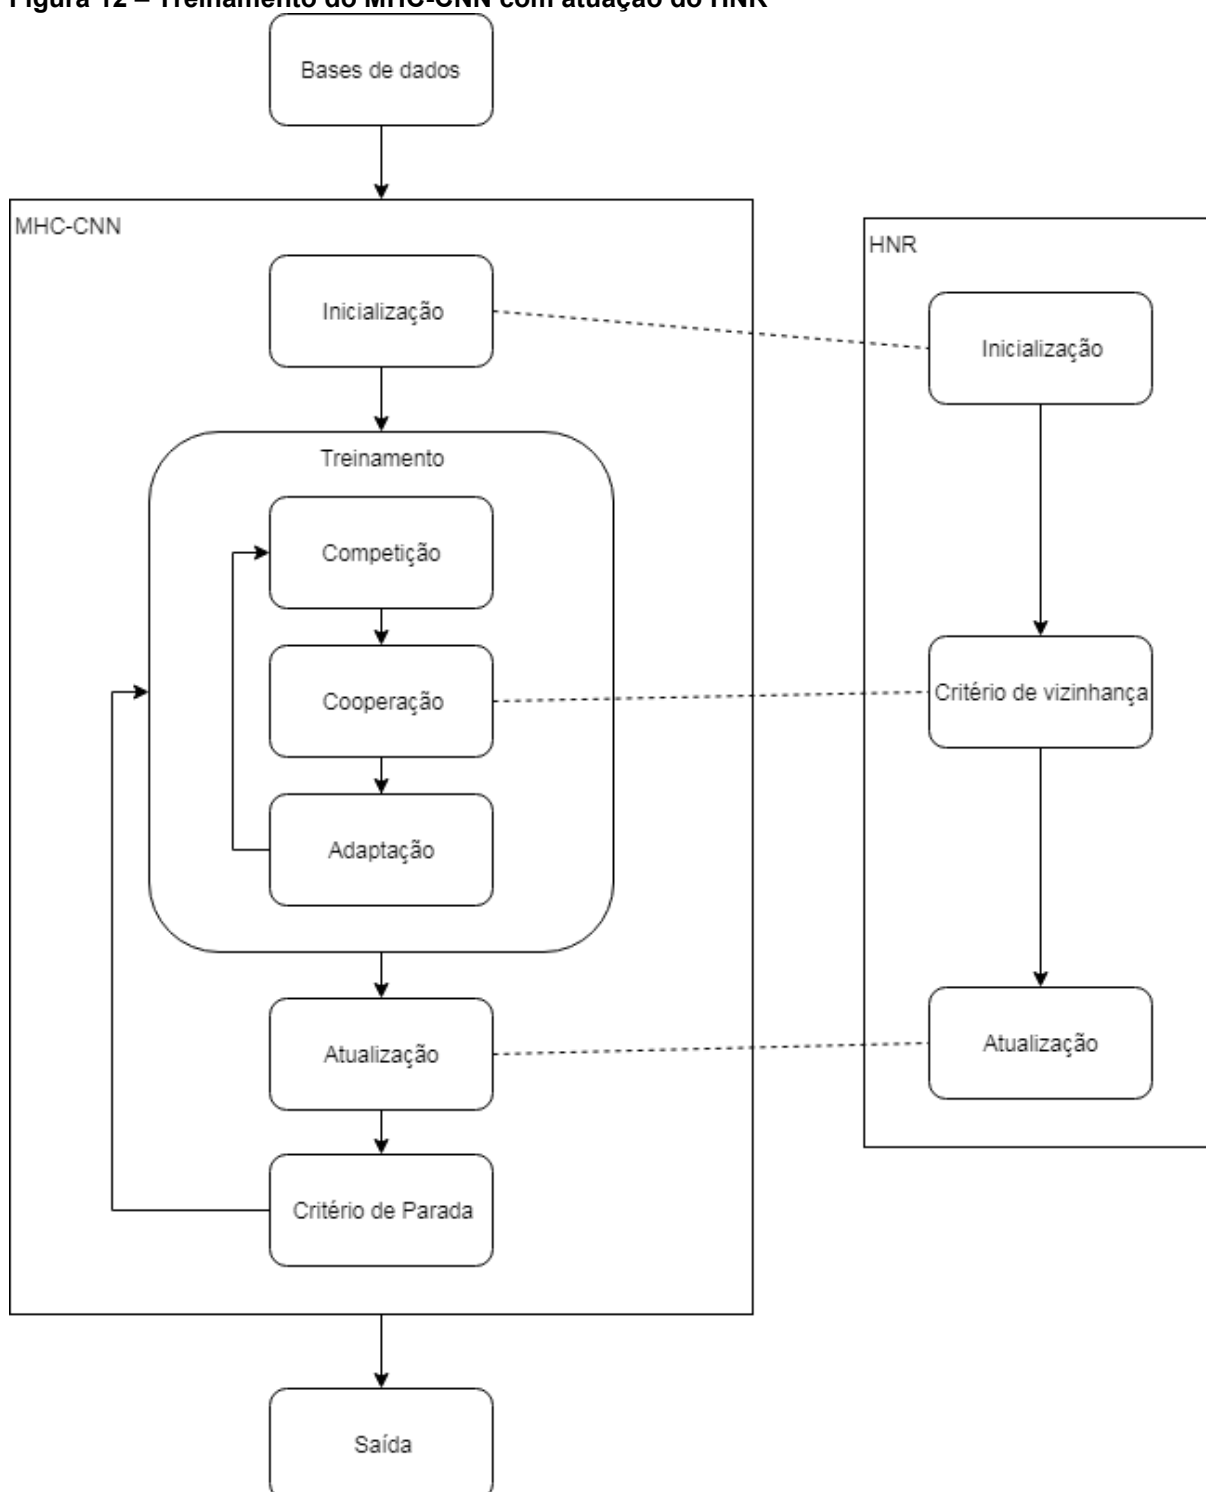 Figura 12 – Treinamento do MHC-CNN com atuação do HNR
Bases de dados
MHC-CNN
Inicialização
Treinamento
Competição
Cooperação
Adaptação
Atualização
Critério de Parada
Saída
HNR
Inicialização
Critério de vizinhança
Atualização